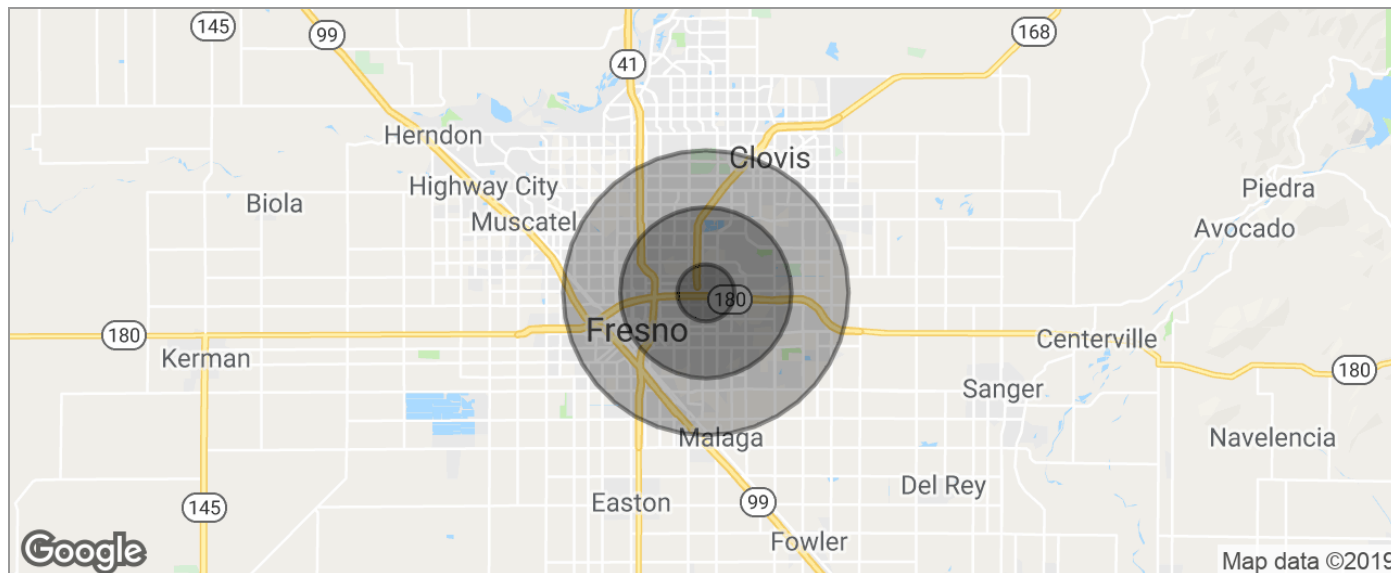 145
99
168
41
Clovis
Herndon
Highway City
Piedra
Biola
Muscatel
Avocado
180
Fresno
180
Centerville
Kerman
180
Sanger
Malaga
Navelencia
Del Rey
145
Easton
99
Fowler
Google
Map data ©2019